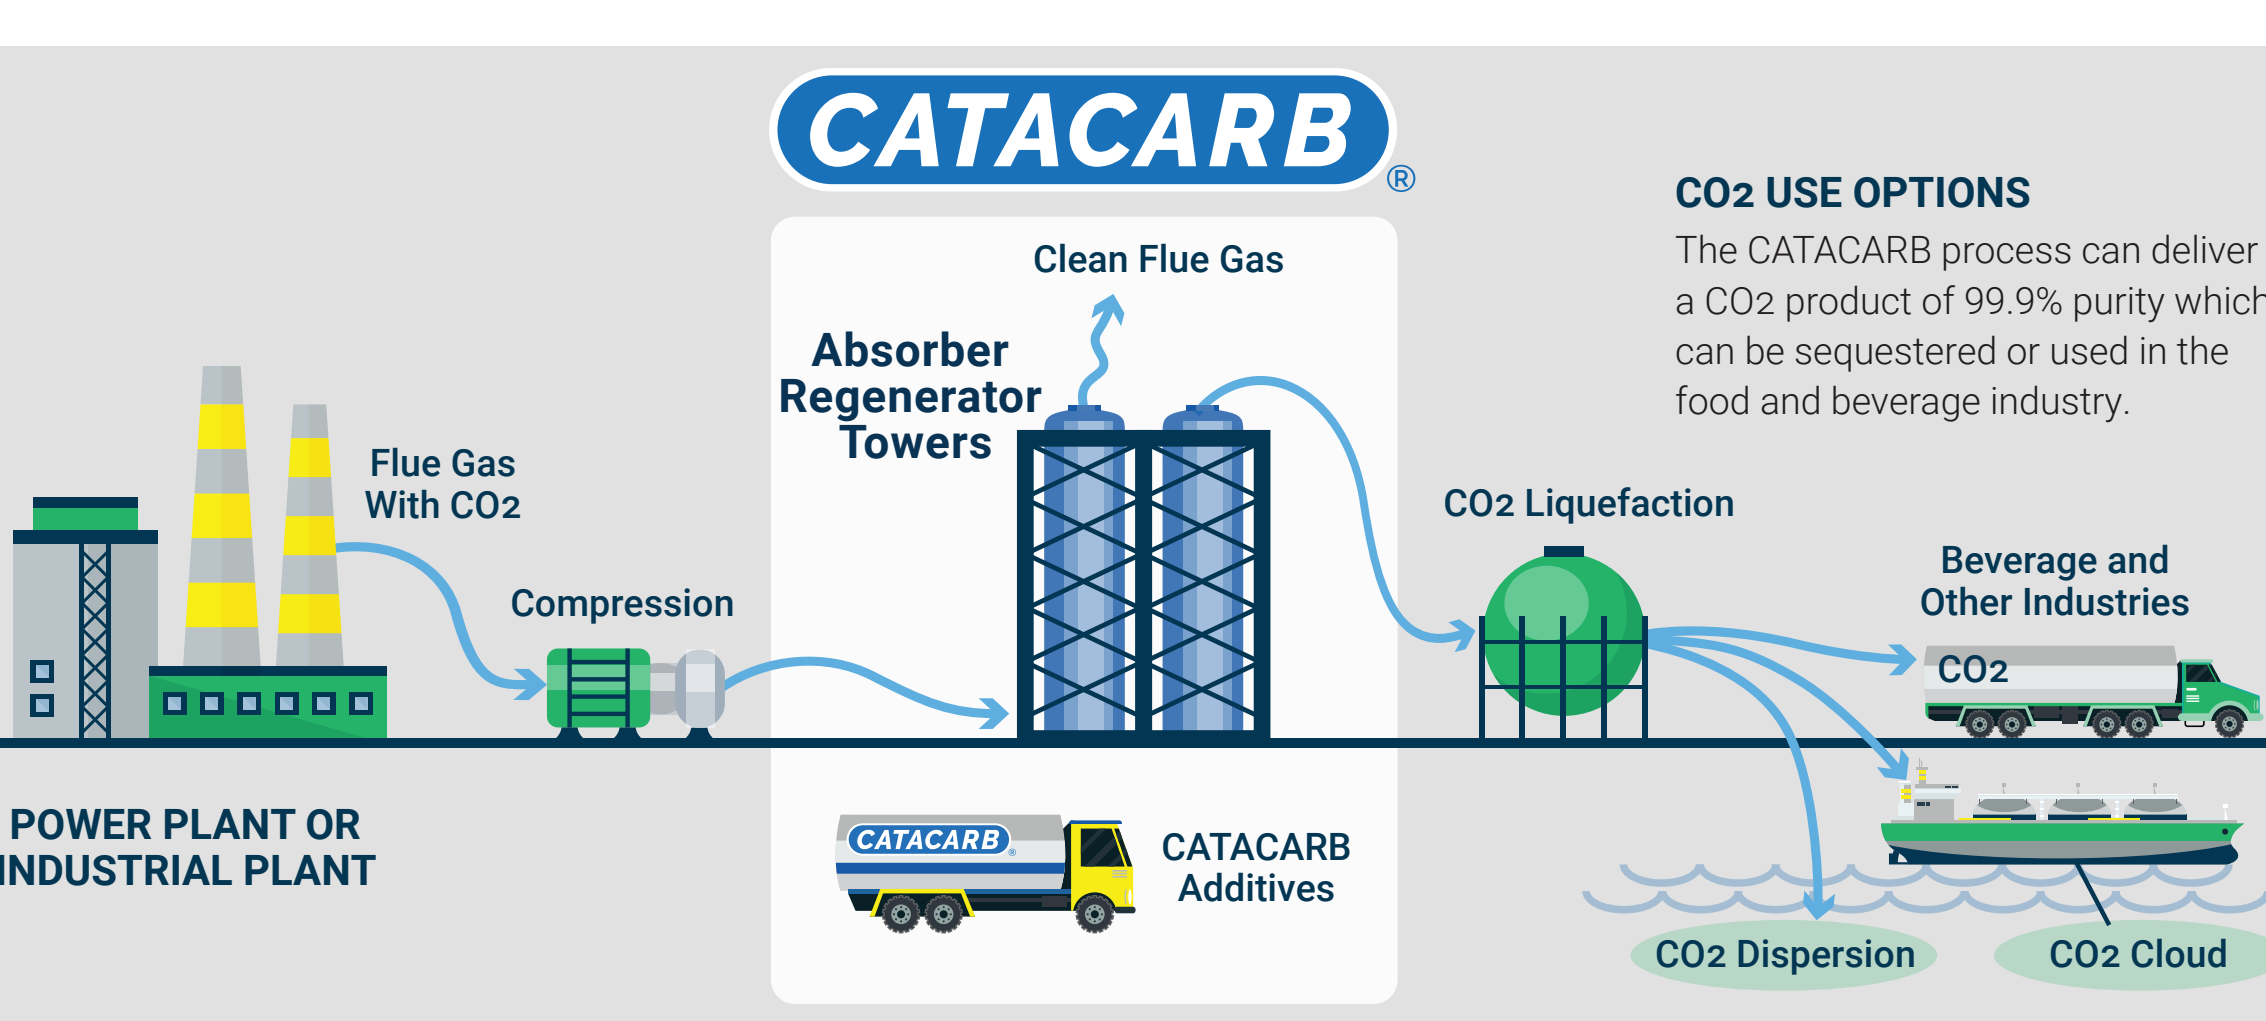 CATACARB
®
CO2 USE OPTIONS
The CATACARB process can deliver
a CO2 product of 99.9% purity which
can be sequestered or used in the
food and beverage industry.
Clean Flue Gas
Absorber
Regenerator
Towers
Flue Gas
With CO2
Compression
CO2 Liquefaction
Beverage and
Other Industries
CO2
POWER PLANT OR
INDUSTRIAL PLANT
CATACARB
®
CATACARB
Additives
CO2 Dispersion
CO2 Cloud